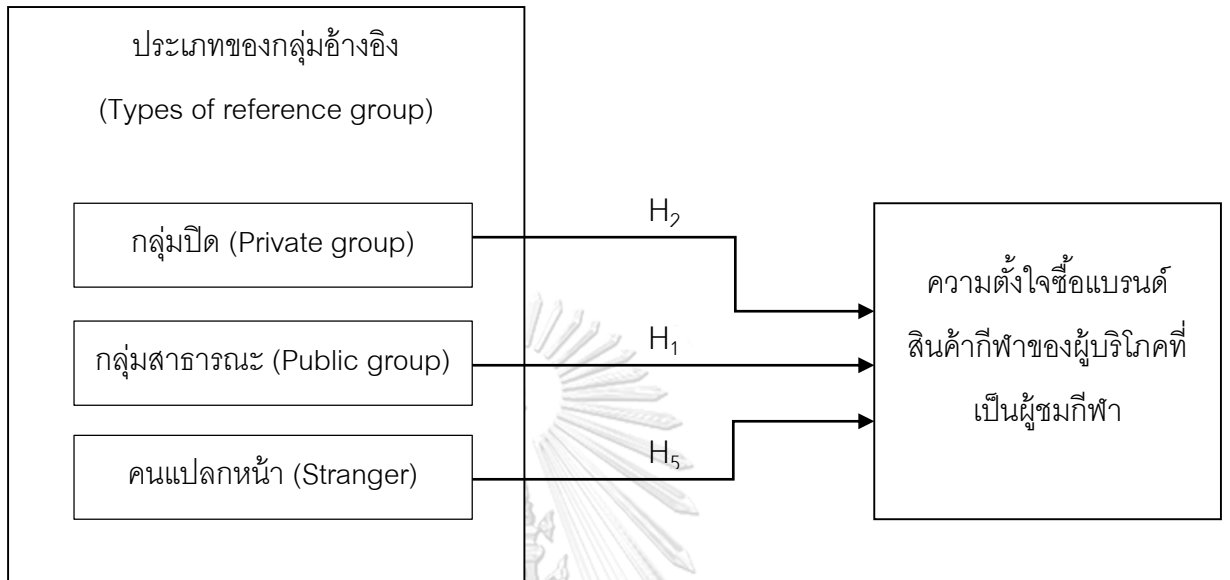 ประเภทของกลุ่มอ้างอิง
(Types of reference group)
กลุ่มปิด (Private group)
กลุ่มสาธารณะ (Public group)
คนแปลกหน้า (Stranger)
H₂
H₁
H₅
ความตั้งใจซื้อแบรนด์
สินค้ากีฬาของผู้บริโภคที่
เป็นผู้ชมกีฬา